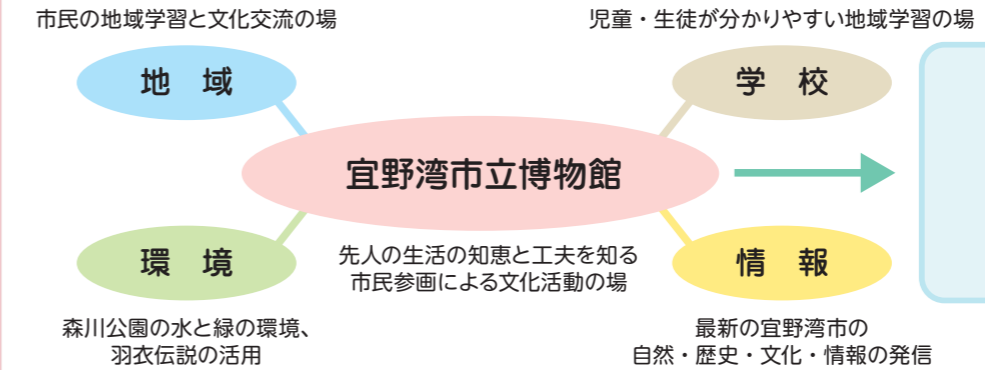 市民の地域学習と文化交流の場
児童・生徒が分かりやすい地域学習の場
地　域
学　校
宜野湾市立博物館
先人の生活の知恵と工夫を知る
市民参画による文化活動の場
環　境
情　報
森川公園の水と緑の環境、
羽衣伝説の活用
最新の宜野湾市の
自然・歴史・文化・情報の発信